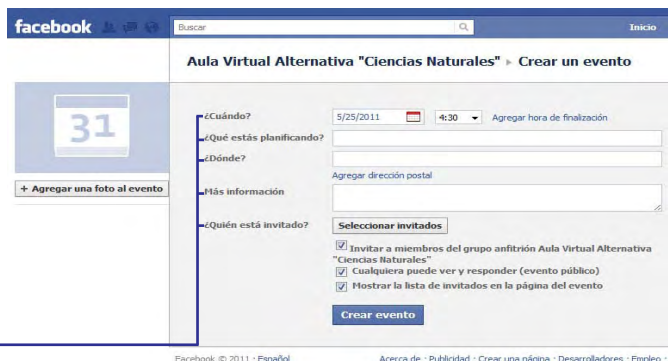 facebook
Buscar
Inicio
Aula Virtual Alternativa "Ciencias Naturales" ▸ Crear un evento
31
+ Agregar una foto al evento
¿Cuándo?
5/25/2011
4:30
Agregar hora de finalización
¿Qué estás planificando?
¿Dónde?
Agregar dirección postal
Más información
¿Quién está invitado?
Seleccionar invitados
Invitar a miembros del grupo anfitrión Aula Virtual Alternativa
"Ciencias Naturales"
Cualquiera puede ver y responder (evento público)
Mostrar la lista de invitados en la página del evento
Crear evento
Facebook © 2011 · Español
Acerca de · Publicidad · Crear una página · Desarrolladores · Empleo ·